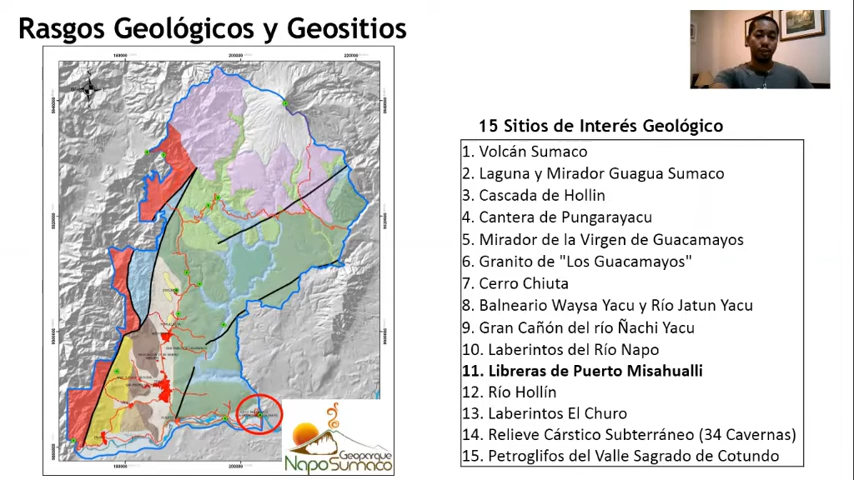 Rasgos Geológicos y Geositios
15 Sitios de Interés Geológico
1. Volcán Sumaco
2. Laguna y Mirador Guagua Sumaco
3. Cascada de Hollin
4. Cantera de Pungarayacu
5. Mirador de la Virgen de Guacamayos
6. Granito de "Los Guacamayos"
7. Cerro Chiuta
8. Balneario Waysa Yacu y Río Jatun Yacu
9. Gran Cañón del río Ñachi Yacu
10. Laberintos del Río Napo
11. Libreras de Puerto Misahualli
12. Río Hollín
13. Laberintos El Churo
14. Relieve Cárstico Subterráneo (34 Cavernas)
15. Petroglifos del Valle Sagrado de Cotundo
Geoparque
NapoSumaco